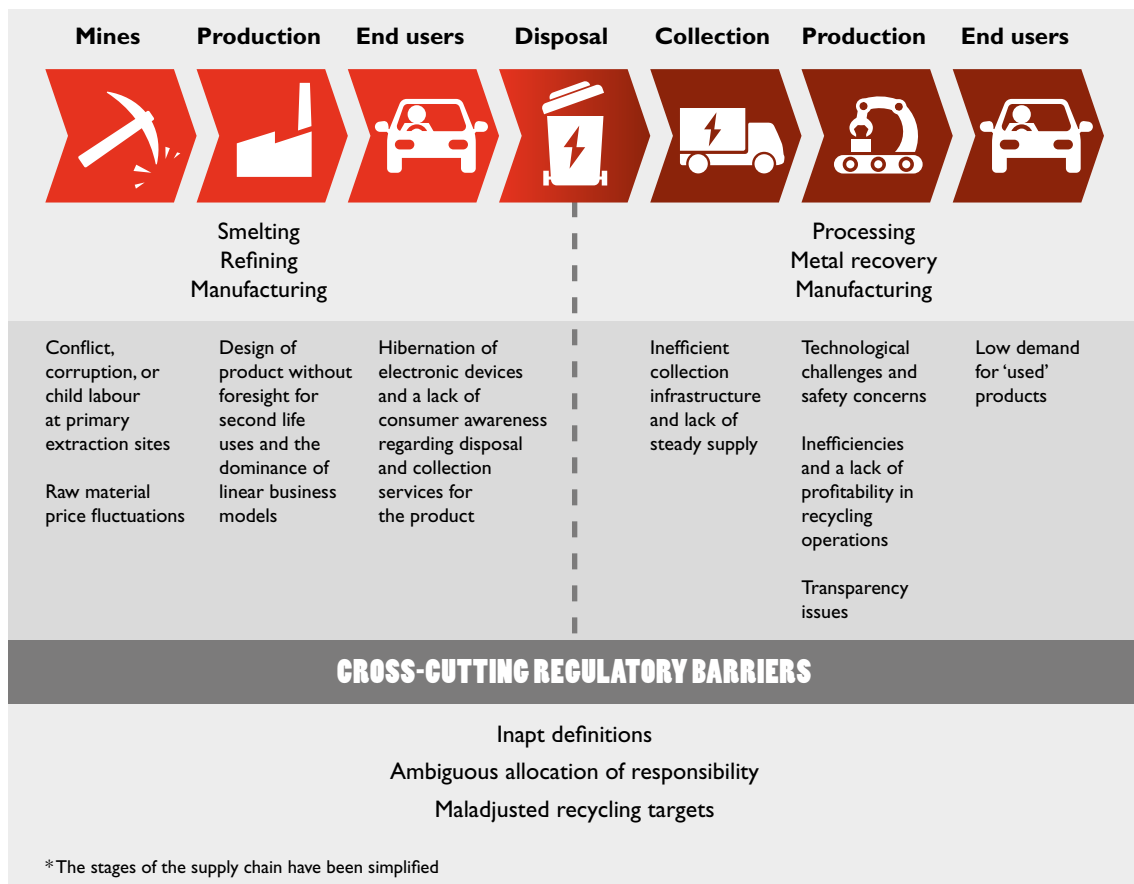 Mines
Production
End users
Disposal
Collection
Production
End users
Smelting
Refining
Manufacturing
Processing
Metal recovery
Manufacturing
Conflict,
corruption, or
child labour
at primary
extraction sites
Raw material
price fluctuations
Design of
product without
foresight for
second life
uses and the
dominance of
linear business
models
Hibernation of
electronic devices
and a lack of
consumer awareness
regarding disposal
and collection
services for
the product
Inefficient
collection
infrastructure
and lack of
steady supply
Technological
challenges and
safety concerns
Inefficiencies
and a lack of
profitability in
recycling
operations
Transparency
issues
Low demand
for ‘used’
products
CROSS-CUTTING REGULATORY BARRIERS
Inapt definitions
Ambiguous allocation of responsibility
Maladjusted recycling targets
* The stages of the supply chain have been simplified